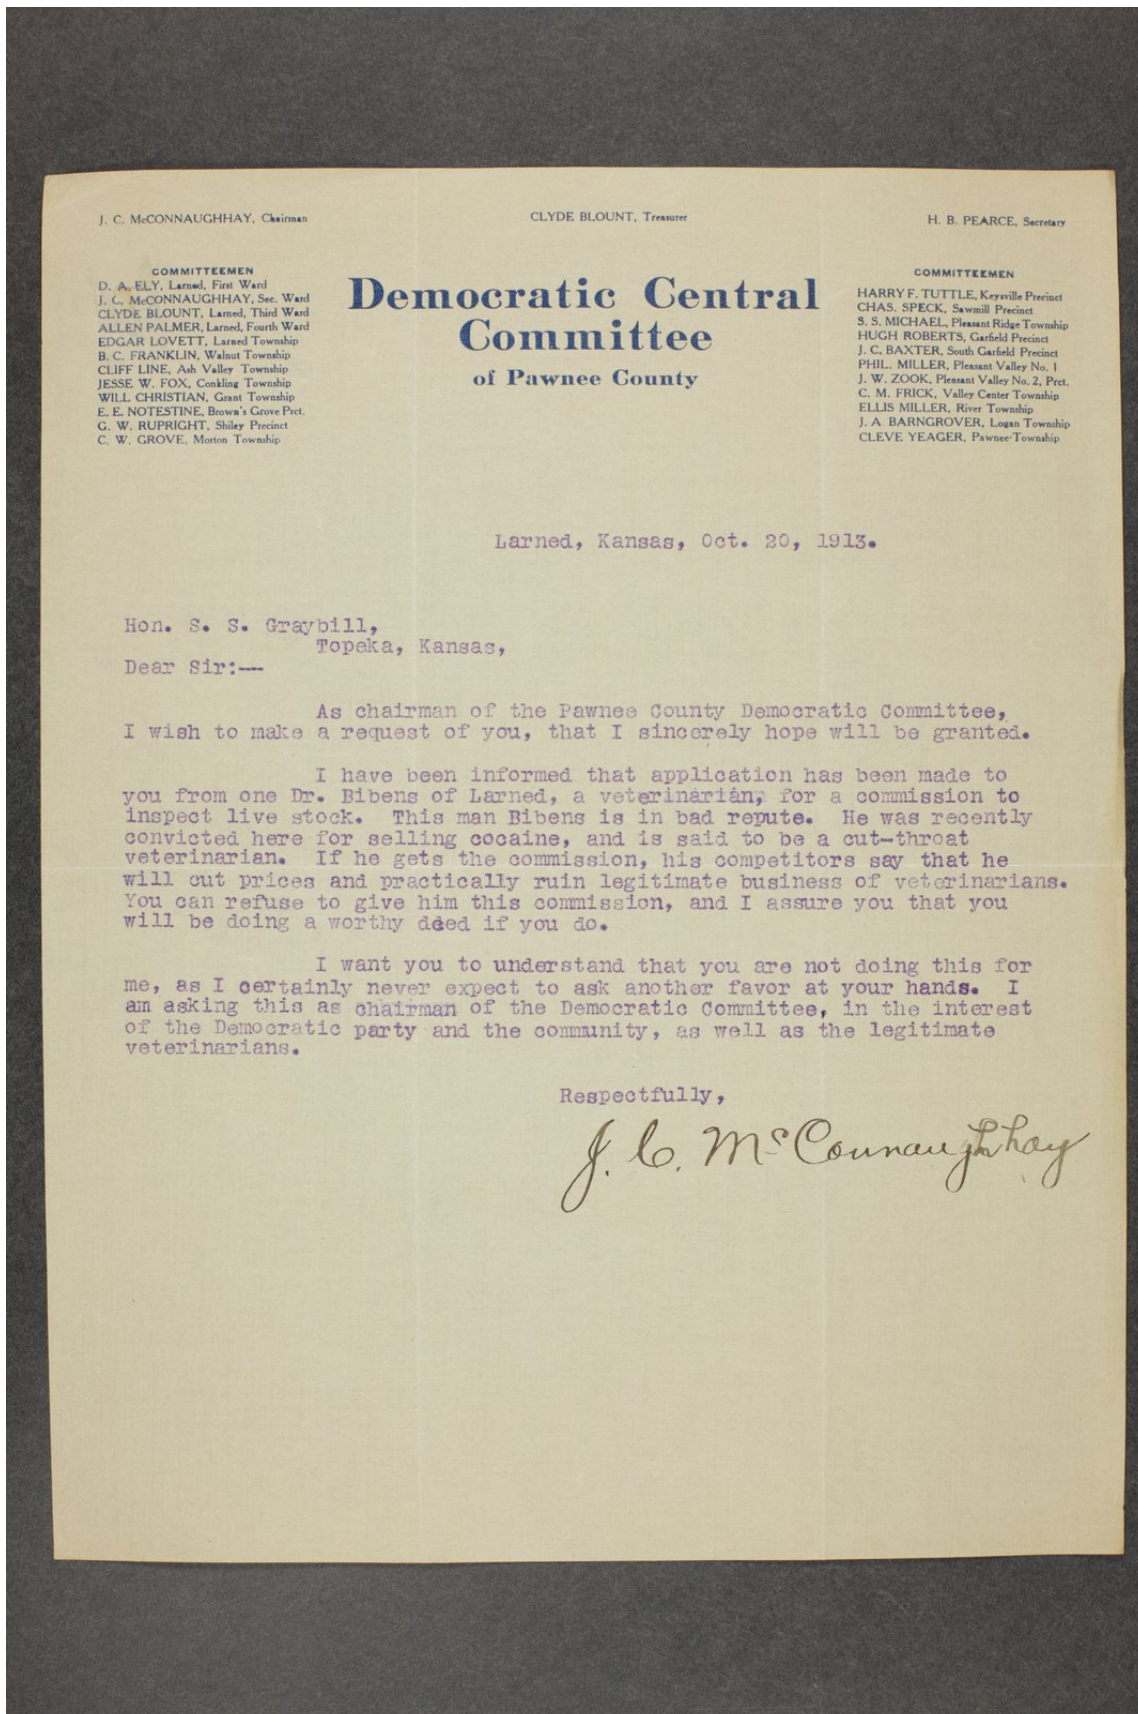 J. C. McCONNAUGHHAY, Chairman
CLYDE BLOUNT, Treasurer
H. B. PEARCE, Secretary
COMMITTEEMEN
D. A. ELY, Larned, First Ward
J. C. McCONNAUGHHAY, Sec. Ward
CLYDE BLOUNT, Larned, Third Ward
ALLEN PALMER, Larned, Fourth Ward
EDGAR LOVETT, Larned Township
B. C. FRANKLIN, Walnut Township
CLIFF LINE, Ash Valley Township
JESSE W. FOX, Conkling Township
WILL CHRISTIAN, Grant Township
E. E. NOTESTINE, Brown's Grove Prct.
G. W. RUPRIGHT, Shiley Precinct
C. W. GROVE, Morton Township
Democratic Central
Committee
of Pawnee County
COMMITTEEMEN
HARRY F. TUTTLE, Keysville Precinct
CHAS. SPECK, Sawmill Precinct
S. S. MICHAEL, Pleasant Ridge Township
HUGH ROBERTS, Garfield Precinct
J. C. BAXTER, South Garfield Precinct
PHIL. MILLER, Pleasant Valley No. 1
J. W. ZOOK, Pleasant Valley No. 2, Prct.
C. M. FRICK, Valley Center Township
ELLIS MILLER, River Township
J. A. BARNGROVER, Logan Township
CLEVE YEAGER, Pawnee Township
Larned, Kansas, Oct. 20, 1913.
Hon. S. S. Graybill,
Topeka, Kansas,
Dear Sir:--
As chairman of the Pawnee County Democratic Committee,
I wish to make a request of you, that I sincerely hope will be granted.
I have been informed that application has been made to
you from one Dr. Bibens of Larned, a veterinarian, for a commission to
inspect live stock. This man Bibens is in bad repute. He was recently
convicted here for selling cocaine, and is said to be a cut-throat
veterinarian. If he gets the commission, his competitors say that he
will cut prices and practically ruin legitimate business of veterinarians.
You can refuse to give him this commission, and I assure you that you
will be doing a worthy deed if you do.
I want you to understand that you are not doing this for
me, as I certainly never expect to ask another favor at your hands. I
am asking this as chairman of the Democratic Committee, in the interest
of the Democratic party and the community, as well as the legitimate
veterinarians.
Respectfully,
J. C. McConnaughhay